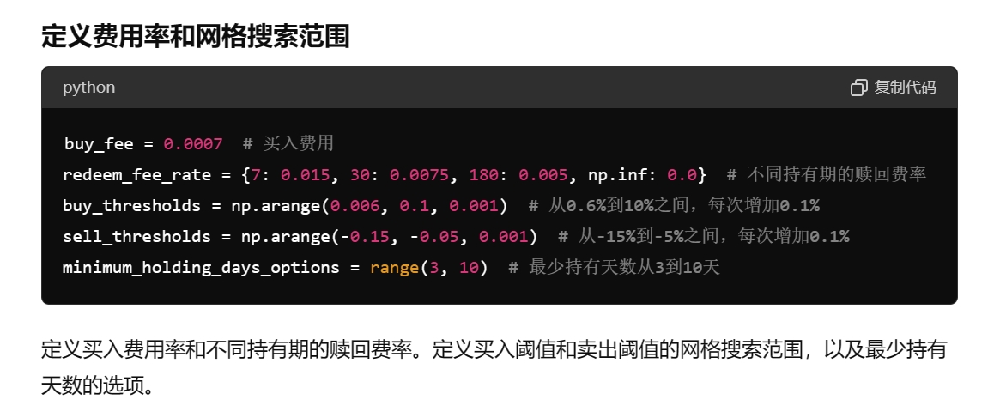 定义费用率和网格搜索范围
python
复制代码
buy_fee = 0.0007  # 买入费用
redeem_fee_rate = {7: 0.015, 30: 0.0075, 180: 0.005, np.inf: 0.0}  # 不同持有期的赎回费率
buy_thresholds = np.arange(0.006, 0.1, 0.001)  # 从0.6%到10%之间，每次增加0.1%
sell_thresholds = np.arange(-0.15, -0.05, 0.001)  # 从-15%到-5%之间，每次增加0.1%
minimum_holding_days_options = range(3, 10)  # 最少持有天数从3到10天
定义买入费用率和不同持有期的赎回费率。定义买入阈值和卖出阈值的网格搜索范围，以及最少持有
天数的选项。